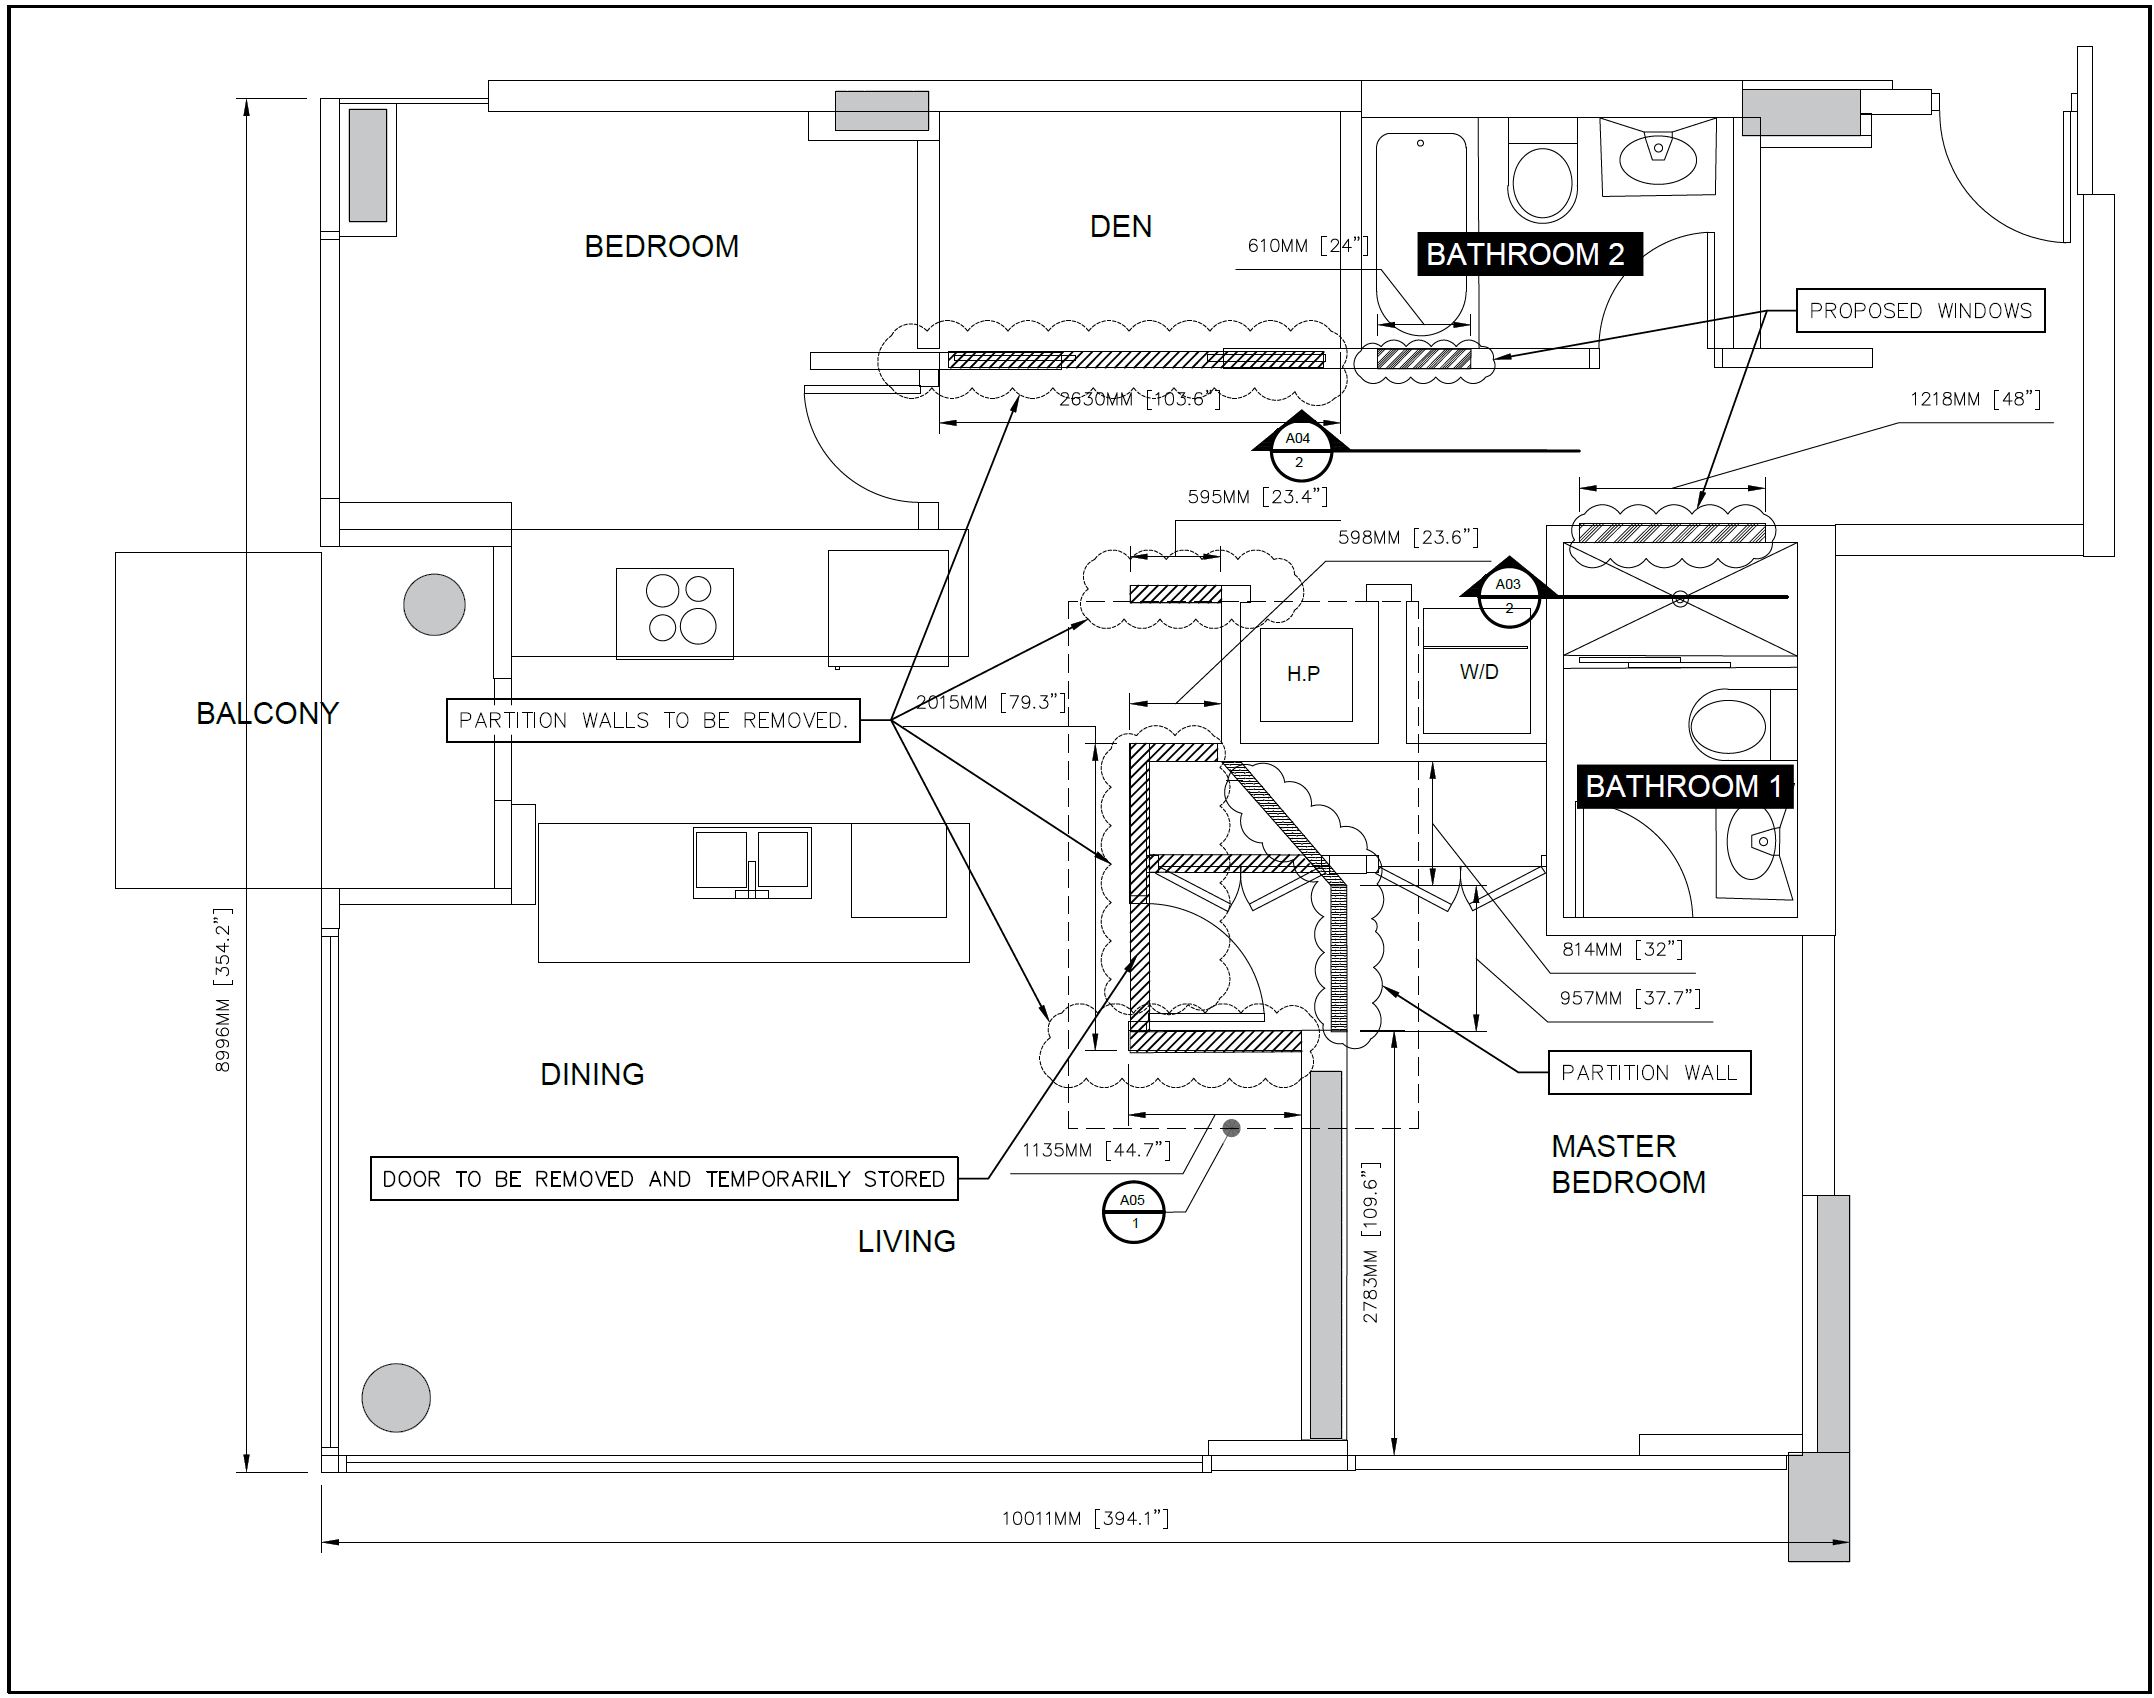 BEDROOM
DEN
610MM [24”]
BATHROOM 2
PROPOSED WINDOWS
2630MM [103.6”]
1218MM [48”]
A04
2
595MM [23.4”]
598MM [23.6”]
A03
2
H.P
W/D
BALCONY
PARTITION WALLS TO BE REMOVED.
2015MM [79.3”]
BATHROOM 1
8996MM [354.2”]
814MM [32”]
957MM [37.7”]
DINING
PARTITION WALL
1135MM [44.7”]
MASTER
BEDROOM
DOOR TO BE REMOVED AND TEMPORARILY STORED
A05
1
2783MM [109.6”]
LIVING
10011MM [394.1”]